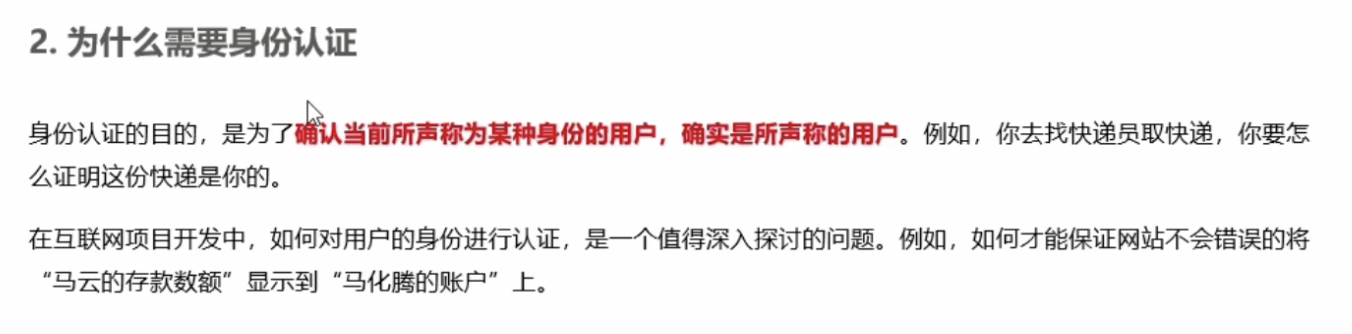 2. 为什么需要身份认证
身份认证的目的，是为了确认当前所声称为某种身份的用户，确实是所声称的用户。例如，你去找快递员取快递，你要怎
么证明这份快递是你的。
在互联网项目开发中，如何对用户的身份进行认证，是一个值得深入探讨的问题。例如，如何才能保证网站不会错误的将
“马云的存款数额”显示到“马化腾的账户”上。